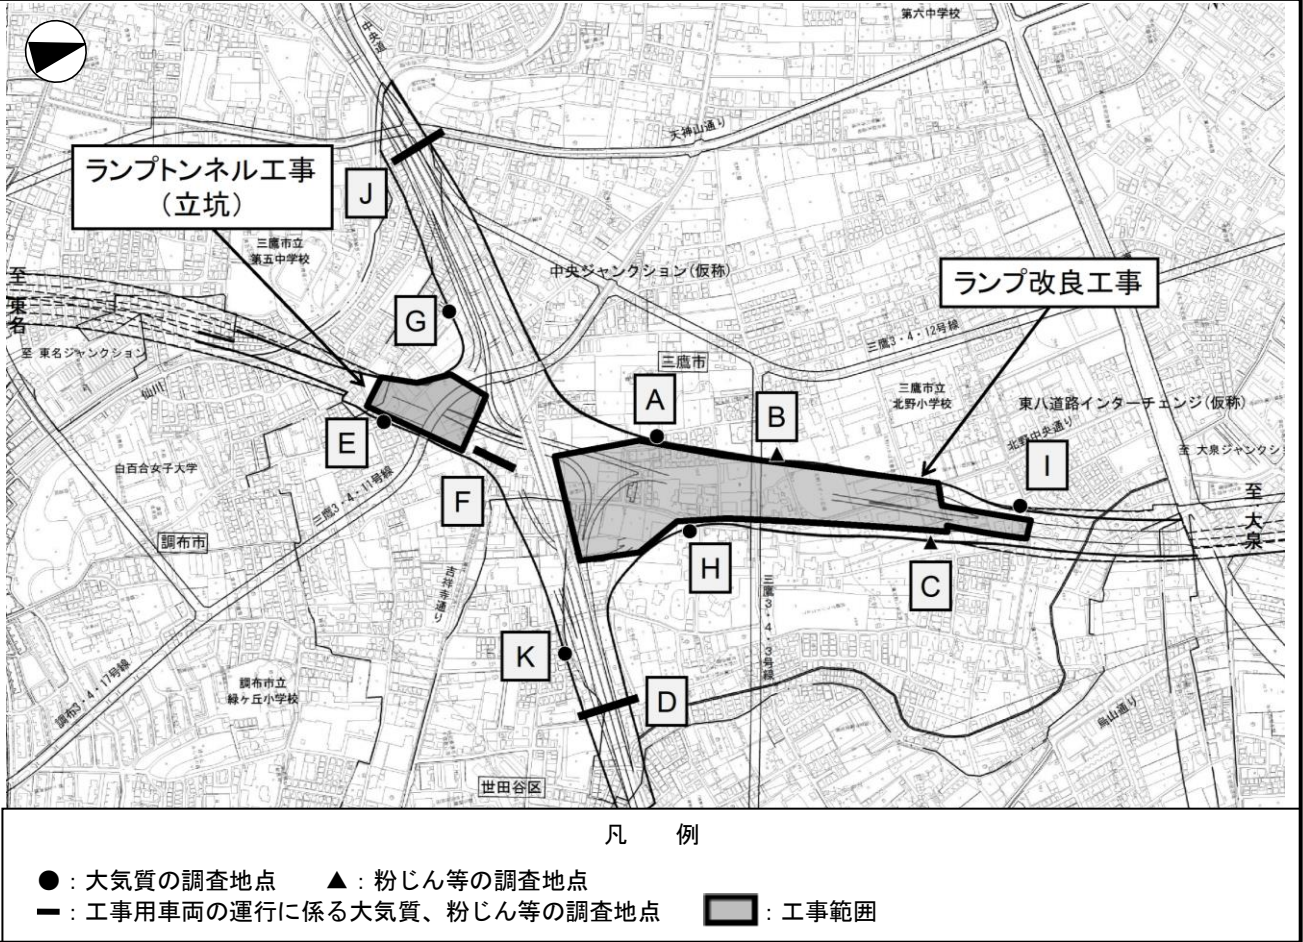 第六中学校
中央道
天神山通り
ランプトンネル工事
（立坑）
J
三鷹市立
第五中学校
中央ジャンクション（仮称）
ランプ改良工事
至東名
G
至 東名ジャンクション
三鷹3・4・12号線
三鷹市
仙川
A
B
三鷹市立
北野小学校
東八道路インターチェンジ（仮称）
北野中央通り
E
I
至 大泉ジャンクシ
白百合女子大学
F
三鷹3・4・11号線
至大泉
調布市
H
C
吉祥寺通り
三鷹3・4・3号線
K
調布市立
緑ヶ丘小学校
調布3・4・17号線
D
烏山通り
世田谷区
凡　例
●：大気質の調査地点　▲：粉じん等の調査地点
━：工事用車両の運行に係る大気質、粉じん等の調査地点　：工事範囲